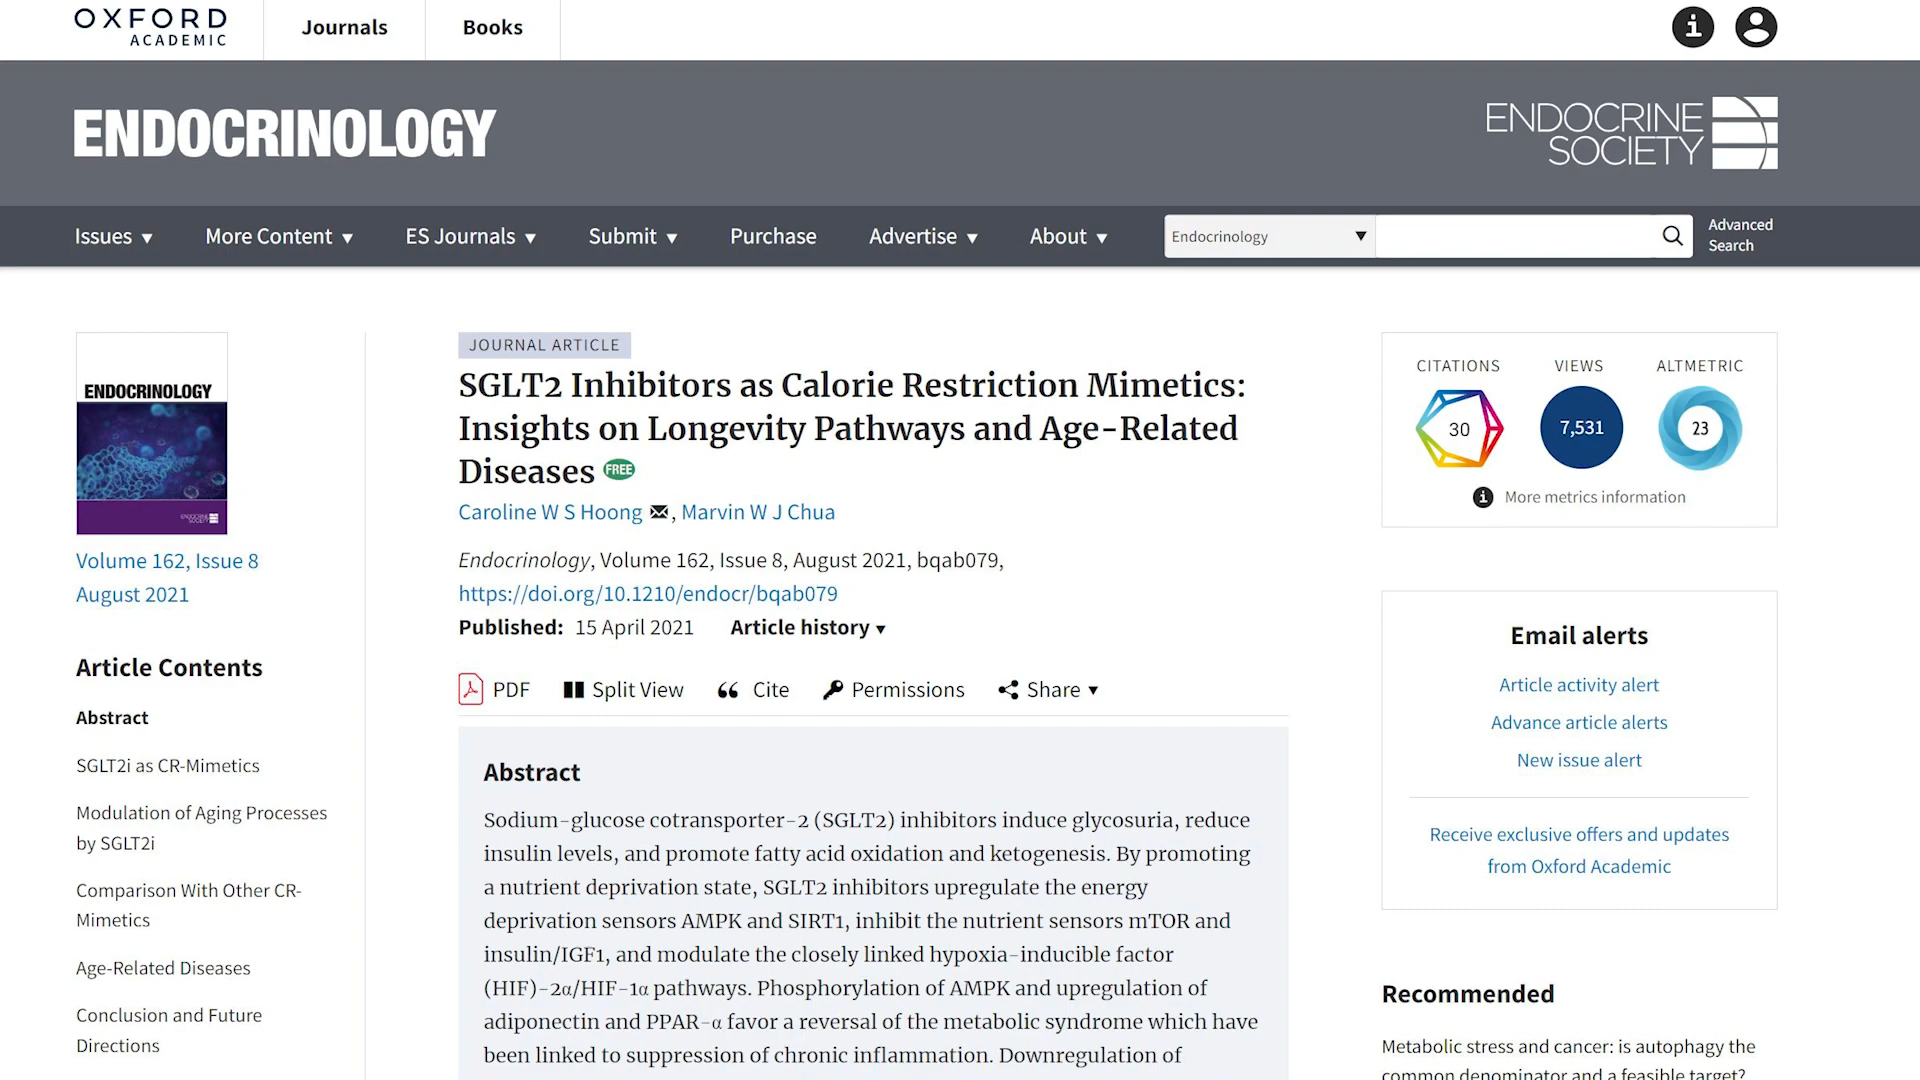 OXFORD
ACADEMIC
Journals
Books
ENDOCRINOLOGY
ENDOCRINE
SOCIETY
Issues ▼
More Content ▼
ES Journals ▼
Submit ▼
Purchase
Advertise ▼
About ▼
Endocrinology ▼
Advanced
Search
ENDOCRINOLOGY
ENDOCRINE
SOCIETY
Volume 162, Issue 8
August 2021
Article Contents
Abstract
SGLT2i as CR-Mimetics
Modulation of Aging Processes
by SGLT2i
Comparison With Other CR-
Mimetics
Age-Related Diseases
Conclusion and Future
Directions
JOURNAL ARTICLE
SGLT2 Inhibitors as Calorie Restriction Mimetics:
Insights on Longevity Pathways and Age-Related
Diseases FREE
Caroline W S Hoong ✉, Marvin W J Chua
Endocrinology, Volume 162, Issue 8, August 2021, bqab079,
https://doi.org/10.1210/endocr/bqab079
Published: 15 April 2021 Article history ▼
PDF Split View Cite Permissions Share ▼
Abstract
Sodium-glucose cotransporter-2 (SGLT2) inhibitors induce glycosuria, reduce
insulin levels, and promote fatty acid oxidation and ketogenesis. By promoting
a nutrient deprivation state, SGLT2 inhibitors upregulate the energy
deprivation sensors AMPK and SIRT1, inhibit the nutrient sensors mTOR and
insulin/IGF1, and modulate the closely linked hypoxia-inducible factor
(HIF)-2α/HIF-1α pathways. Phosphorylation of AMPK and upregulation of
adiponectin and PPAR-α favor a reversal of the metabolic syndrome which have
been linked to suppression of chronic inflammation. Downregulation of
CITATIONS VIEWS ALTMETRIC
30 7,531 23
More metrics information
Email alerts
Article activity alert
Advance article alerts
New issue alert
Receive exclusive offers and updates
from Oxford Academic
Recommended
Metabolic stress and cancer: is autophagy the
common denominator and a feasible target?